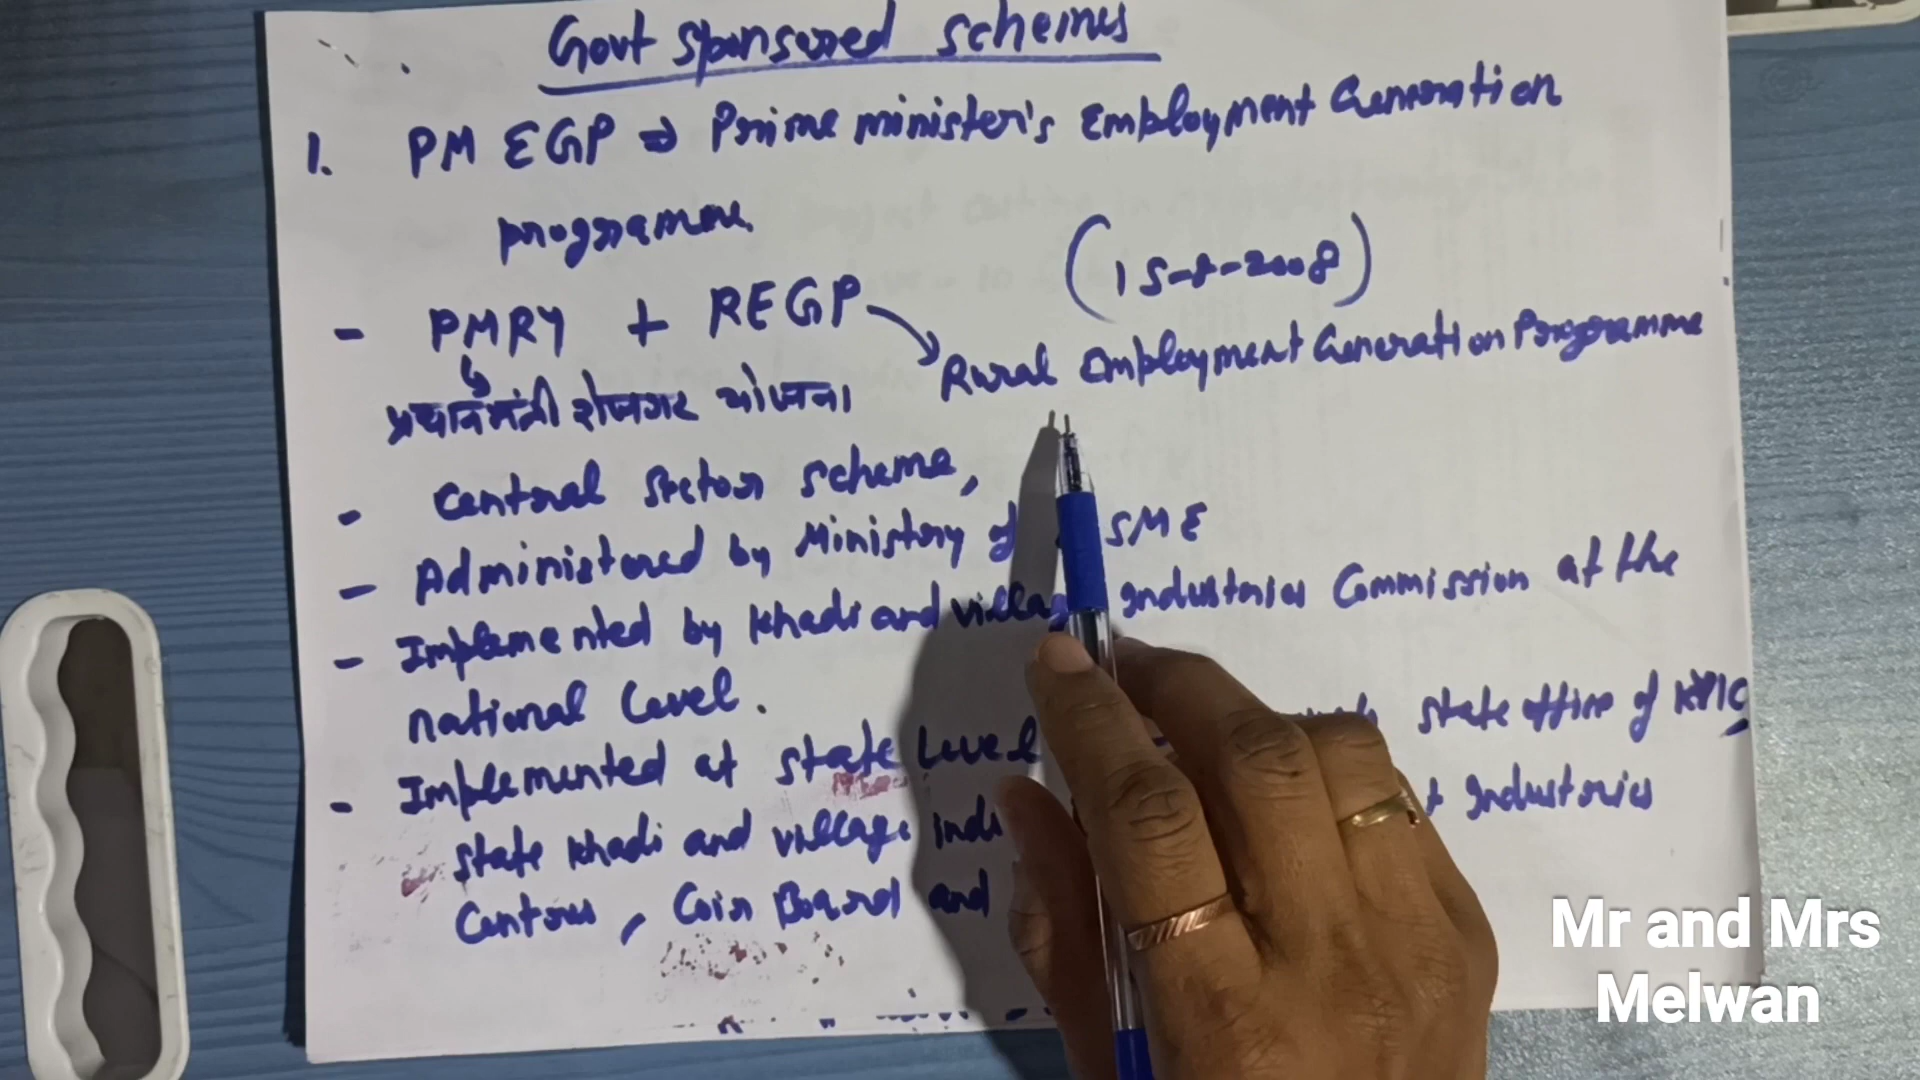 Govt sponsored schemes
1. PM EGP ⇒ Prime minister's Employment Generation
programme
(15-8-2008)
- PMRY + REGP
Rural Employment Generation Programme
प्रधानमंत्री रोजगार योजना
- Central Sector scheme,
- Administered by Ministry of SME
- Implemented by Khadi and village Industries Commission at the
national Level.
- Implemented at state Level state office of KVIC
state khadi and village Industries
Centres, Coir Board and
Mr and Mrs
Melwan